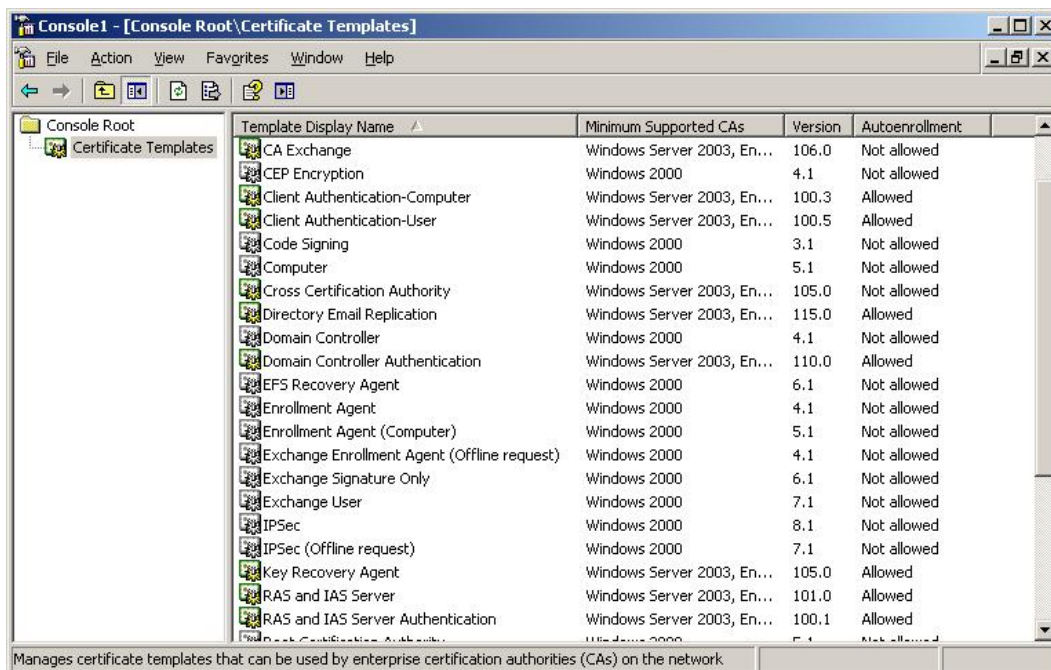 Console1 - [Console Root\Certificate Templates]
File Action View Favorites Window Help
Console Root
Certificate Templates
Template Display Name Minimum Supported CAs Version Autoenrollment
CA Exchange Windows Server 2003, En... 106.0 Not allowed
CEP Encryption Windows 2000 4.1 Not allowed
Client Authentication-Computer Windows Server 2003, En... 100.3 Allowed
Client Authentication-User Windows Server 2003, En... 100.5 Allowed
Code Signing Windows 2000 3.1 Not allowed
Computer Windows 2000 5.1 Not allowed
Cross Certification Authority Windows Server 2003, En... 105.0 Not allowed
Directory Email Replication Windows Server 2003, En... 115.0 Allowed
Domain Controller Windows 2000 4.1 Not allowed
Domain Controller Authentication Windows Server 2003, En... 110.0 Allowed
EFS Recovery Agent Windows 2000 6.1 Not allowed
Enrollment Agent Windows 2000 4.1 Not allowed
Enrollment Agent (Computer) Windows 2000 5.1 Not allowed
Exchange Enrollment Agent (Offline request) Windows 2000 4.1 Not allowed
Exchange Signature Only Windows 2000 6.1 Not allowed
Exchange User Windows 2000 7.1 Not allowed
IPSec Windows 2000 8.1 Not allowed
IPSec (Offline request) Windows 2000 7.1 Not allowed
Key Recovery Agent Windows Server 2003, En... 105.0 Allowed
RAS and IAS Server Windows Server 2003, En... 101.0 Allowed
RAS and IAS Server Authentication Windows Server 2003, En... 100.1 Allowed
Root Certification Authority Windows 2000 5.1 Not allowed
Manages certificate templates that can be used by enterprise certification authorities (CAs) on the network